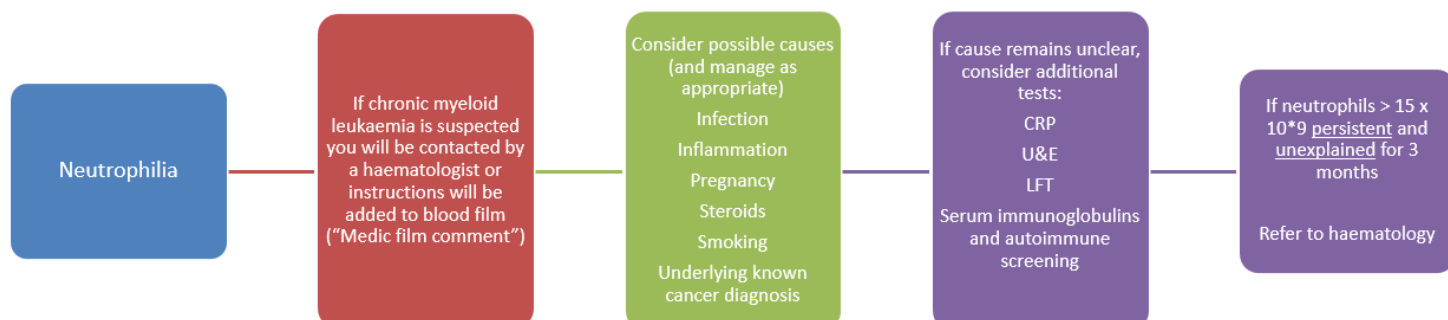 Neutrophilia
If chronic myeloid
leukaemia is suspected
you will be contacted by
a haematologist or
instructions will be
added to blood film
("Medic film comment")
Consider possible causes
(and manage as
appropriate)
Infection
Inflammation
Pregnancy
Steroids
Smoking
Underlying known
cancer diagnosis
If cause remains unclear,
consider additional
tests:
CRP
U&E
LFT
Serum immunoglobulins
and autoimmune
screening
If neutrophils > 15 x
10*9 persistent and
unexplained for 3
months
Refer to haematology